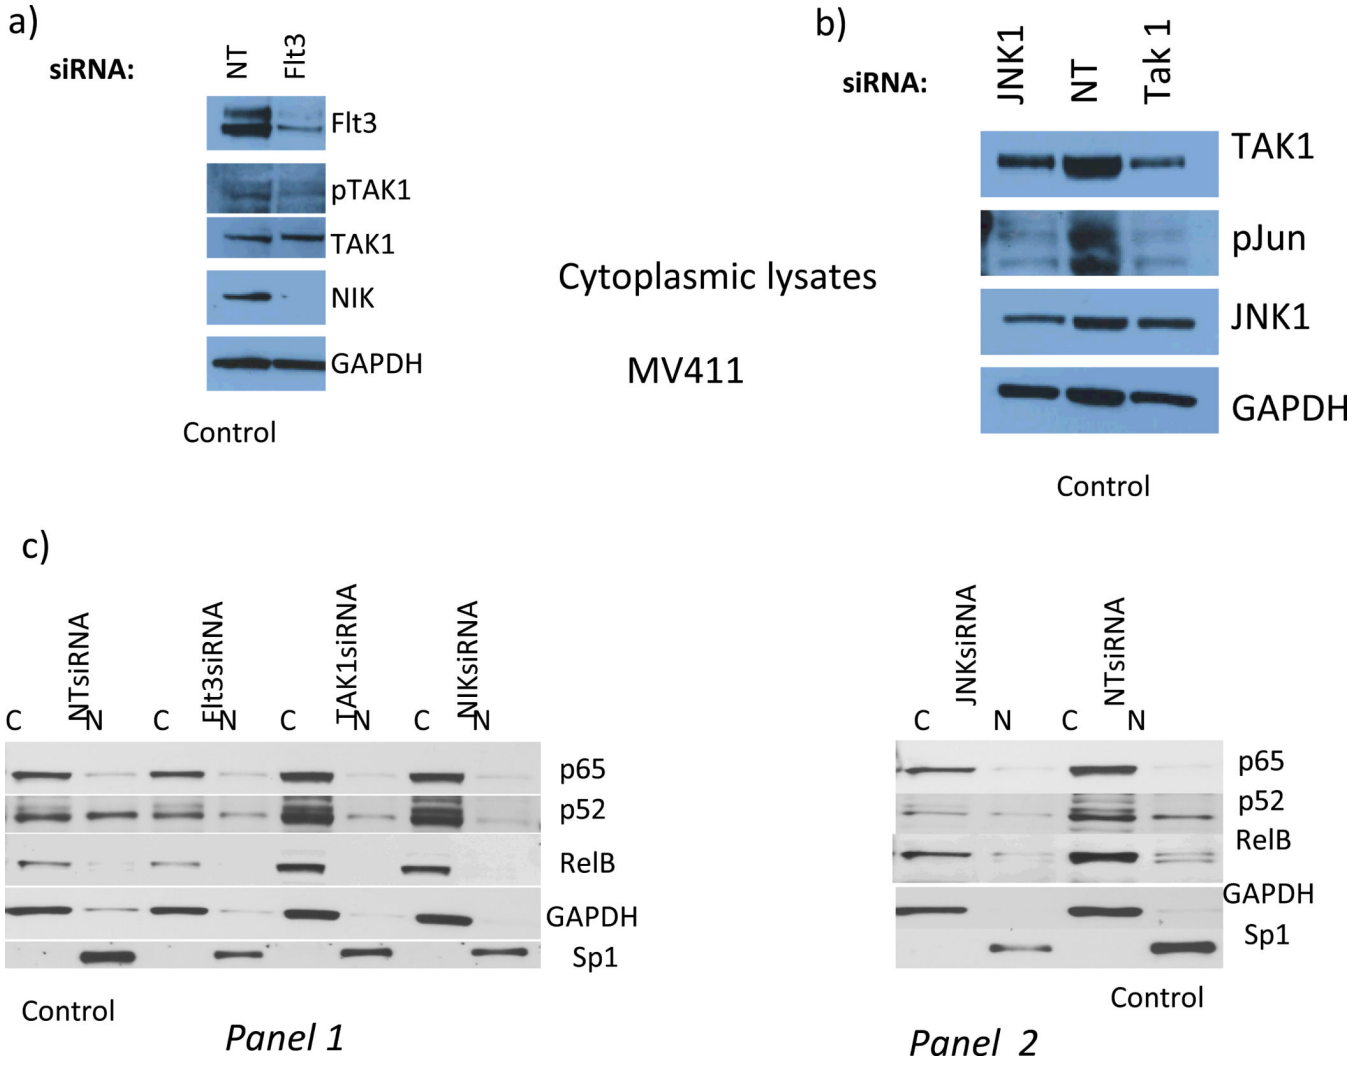 a)
siRNA:
NT
Flt3
Flt3
pTAK1
TAK1
NIK
GAPDH
Control
Cytoplasmic lysates
MV411
b)
siRNA:
JNK1
NT
Tak 1
TAK1
pJun
JNK1
GAPDH
Control
c)
NTsiRNA
Flt3siRNA
TAK1siRNA
NIKsiRNA
C N C N C N C N
p65
p52
RelB
GAPDH
Sp1
Control
Panel 1
JNKsiRNA
NTsiRNA
C N C N
p65
p52
RelB
GAPDH
Sp1
Control
Panel 2